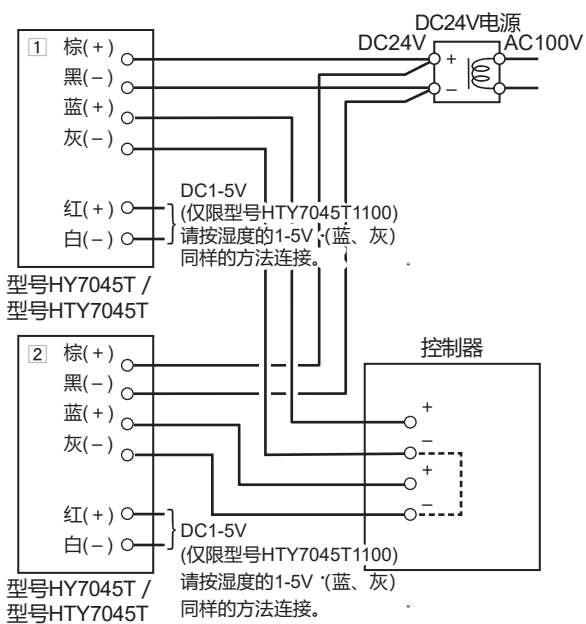 DC24V电源
DC24V
AC100V
+
–
1
棕(+)
黑(–)
蓝(+)
灰(–)
红(+)
白(–)
DC1-5V
(仅限型号HTY7045T1100)
请按湿度的1-5V (蓝、灰)
同样的方法连接。
型号HY7045T /
型号HTY7045T
2
棕(+)
黑(–)
蓝(+)
灰(–)
红(+)
白(–)
DC1-5V
(仅限型号HTY7045T1100)
请按湿度的1-5V (蓝、灰)
同样的方法连接。
型号HY7045T /
型号HTY7045T
控制器
+
–
+
–